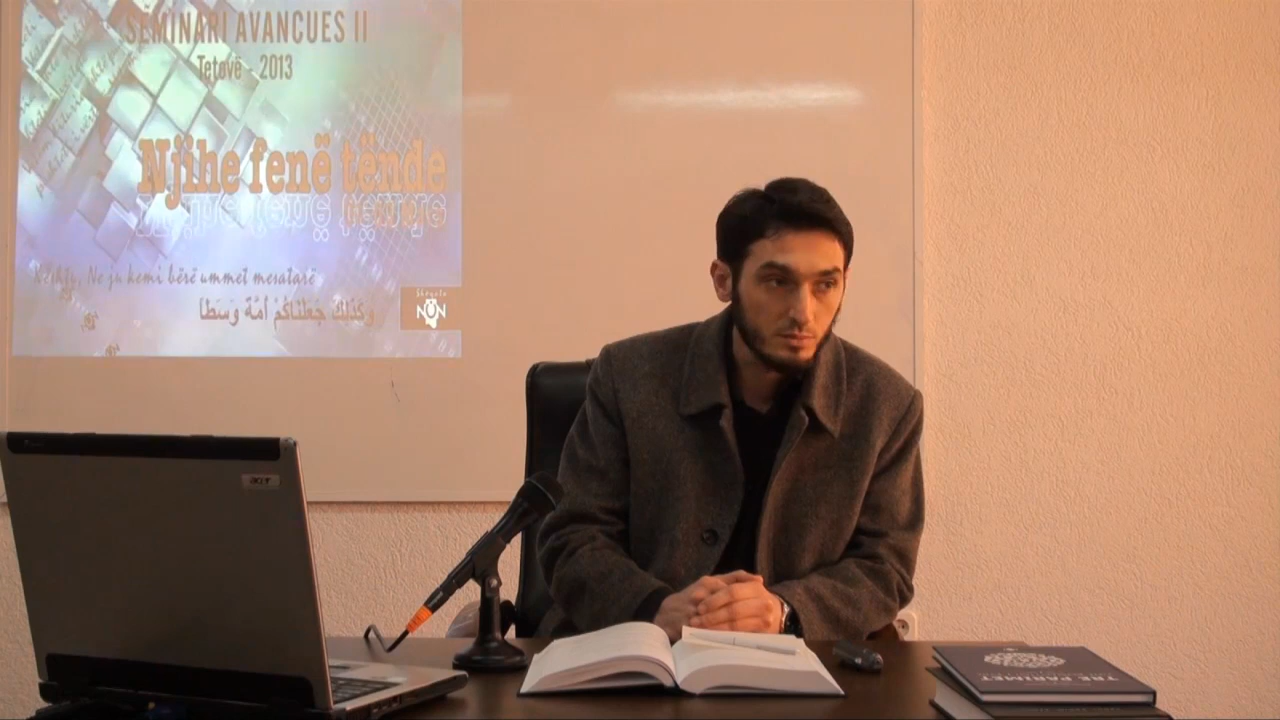 SEMINARI AVANCUES II
Tetovë - 2013
Njihe fenë tënde
Kështu, Ne ju kemi bërë ummet mesatarë
وَكَذَٰلِكَ جَعَلْنَاكُمْ أُمَّةً وَسَطًا
Shoqata
NUN
acer
TRE PARIMET